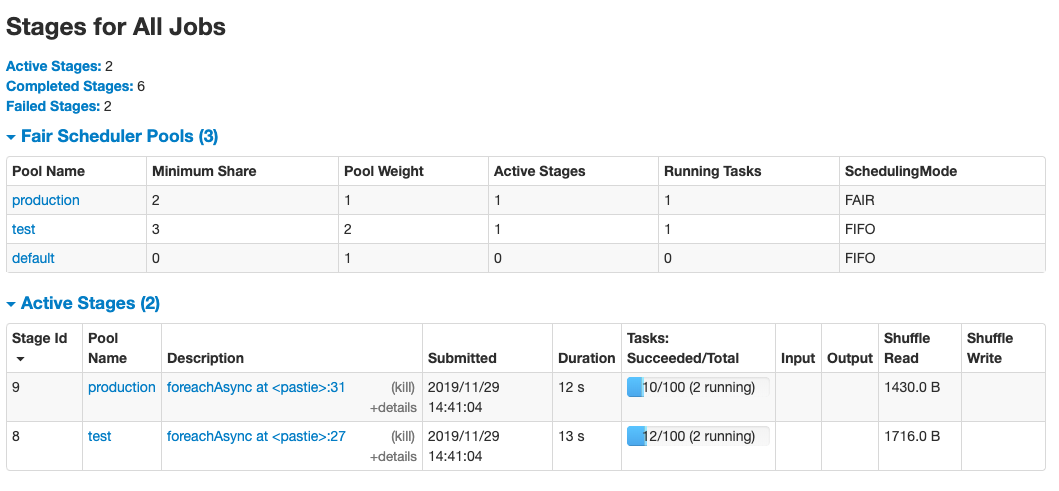 Stages for All Jobs
Active Stages: 2
Completed Stages: 6
Failed Stages: 2
Fair Scheduler Pools (3)
Pool Name Minimum Share Pool Weight Active Stages Running Tasks SchedulingMode
production 2 1 1 1 FAIR
test 3 2 1 1 FIFO
default 0 1 0 0 FIFO
Active Stages (2)
Stage Id Pool Name Description Submitted Duration Tasks: Succeeded/Total Input Output Shuffle Read Shuffle Write
9 production foreachAsync at <pastie>:31 (kill) 2019/11/29 12 s 10/100 (2 running) 1430.0 B
+details 14:41:04
8 test foreachAsync at <pastie>:27 (kill) 2019/11/29 13 s 12/100 (2 running) 1716.0 B
+details 14:41:04